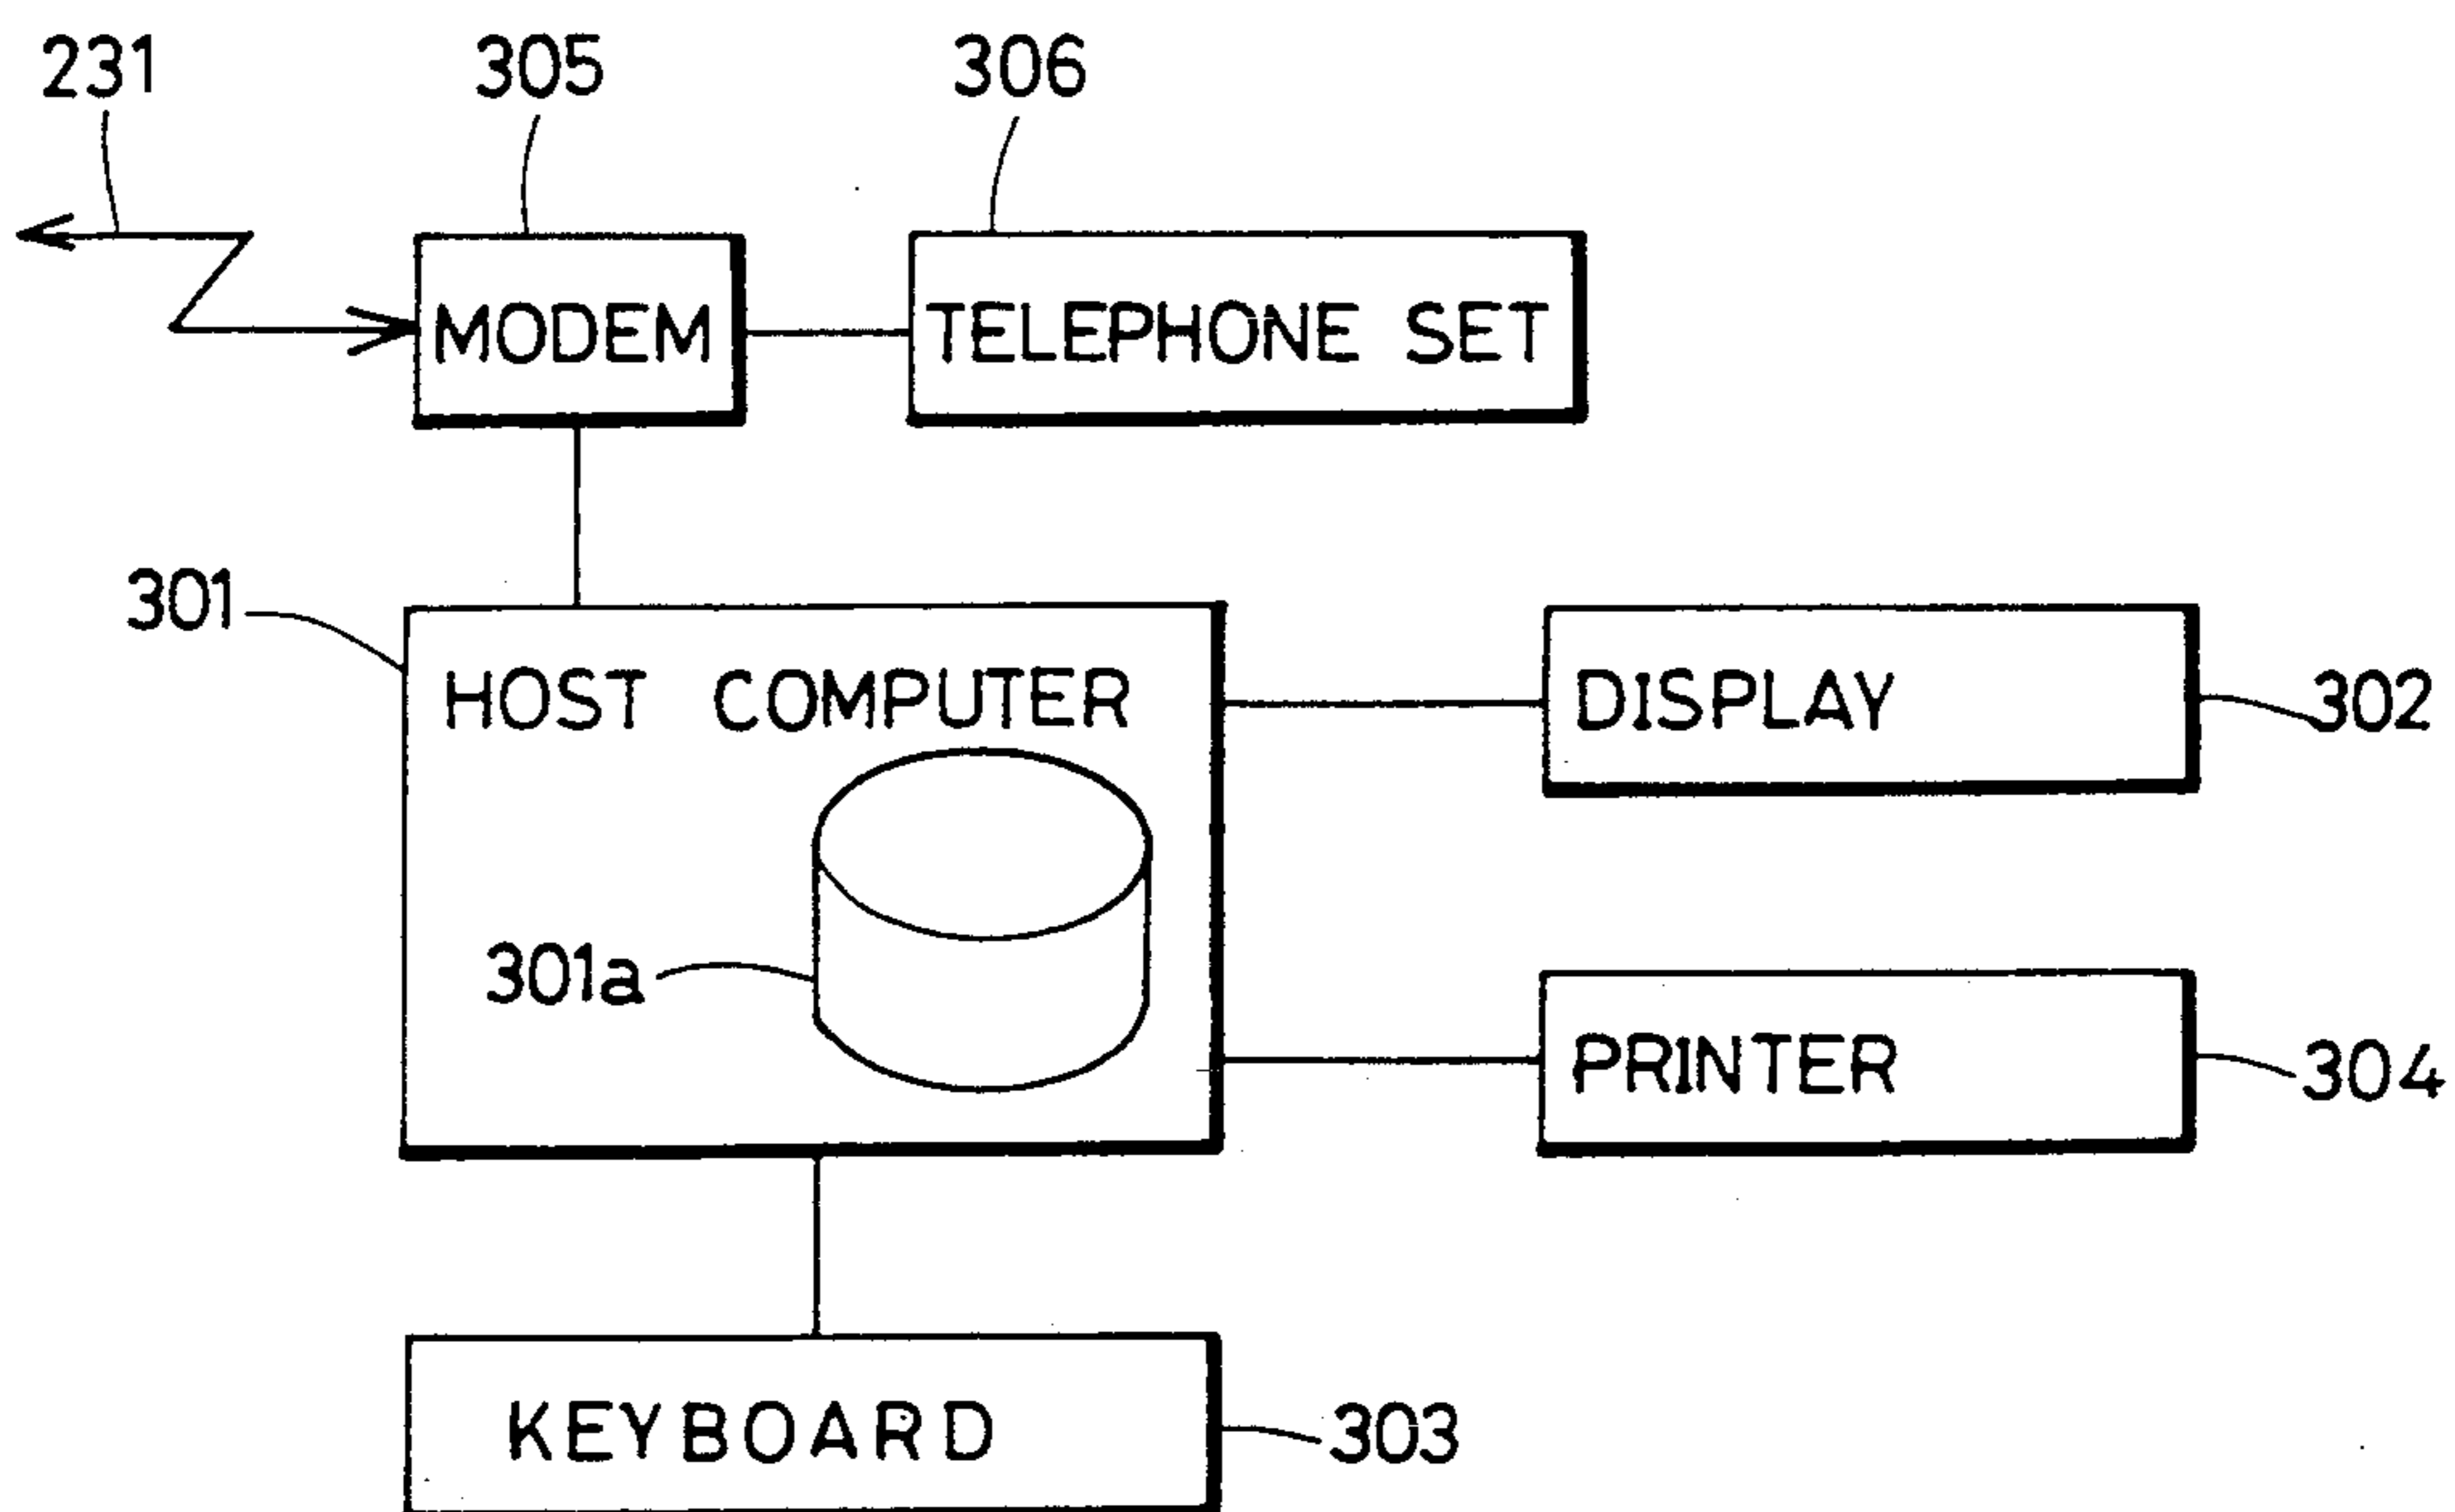 231
305
306
MODEM
TELEPHONE SET
301
HOST COMPUTER
DISPLAY
302
301a
PRINTER
304
KEYBOARD
303